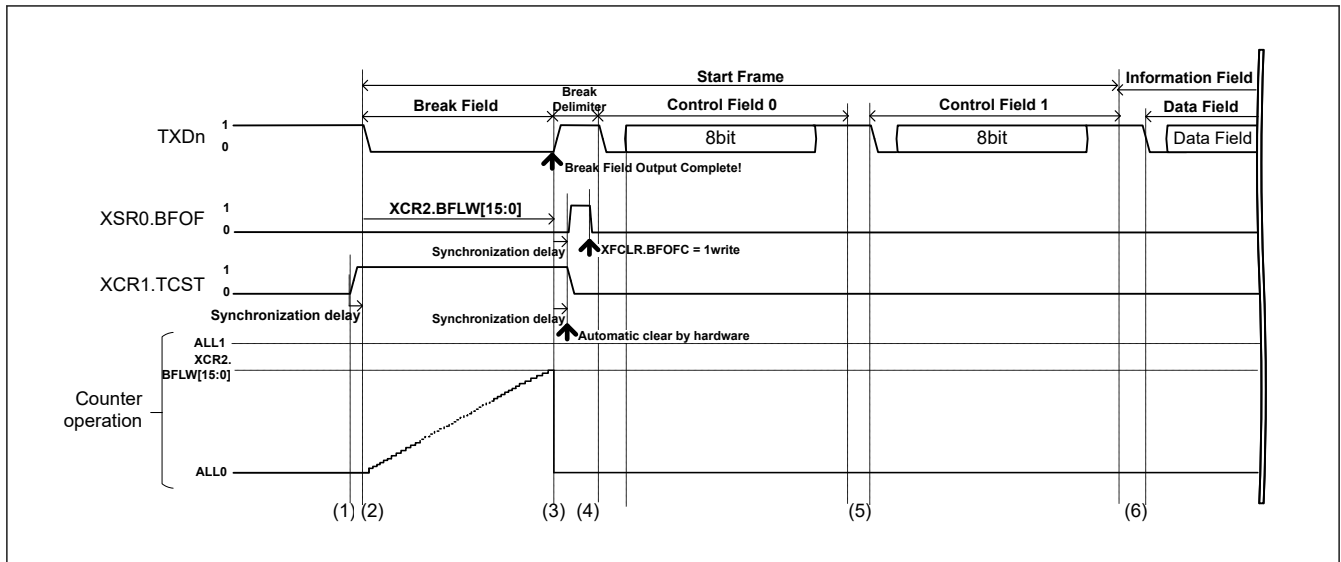 Start Frame
Information Field
Break Field
Break
Delimiter
Control Field 0
Control Field 1
Data Field
TXDn
1
0
8bit
8bit
Data Field
Break Field Output Complete!
XSR0.BFOF
1
0
XCR2.BFLW[15:0]
Synchronization delay
XFCLR.BFOFC = 1write
XCR1.TCST
1
0
Synchronization delay
Synchronization delay
Automatic clear by hardware
ALL1
XCR2.
BFLW[15:0]
Counter
operation
ALL0
(1) (2) (3) (4) (5) (6)